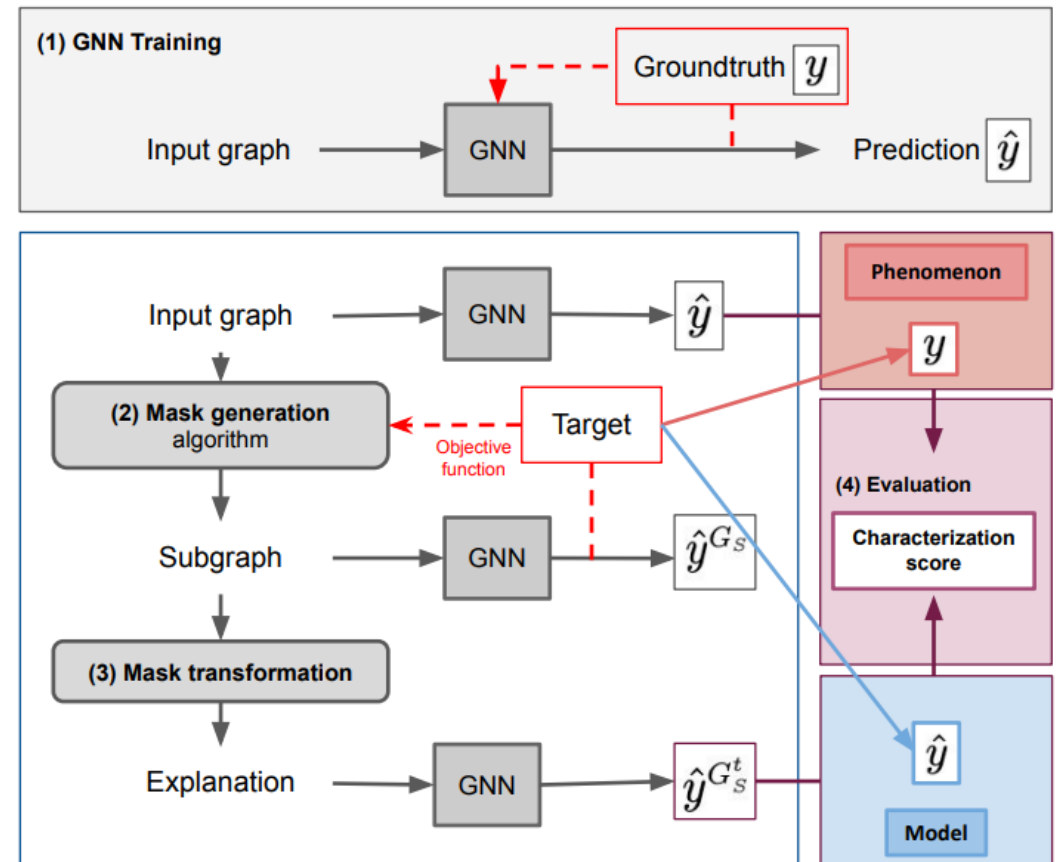 (1) GNN Training
Groundtruth y
Input graph
GNN
Prediction ŷ
Input graph
GNN
ŷ
Phenomenon
y
(2) Mask generation
algorithm
Objective
function
Target
(4) Evaluation
Characterization
score
Subgraph
GNN
ŷ^{G_S}
(3) Mask transformation
Explanation
GNN
ŷ^{G_S^t}
ŷ
Model